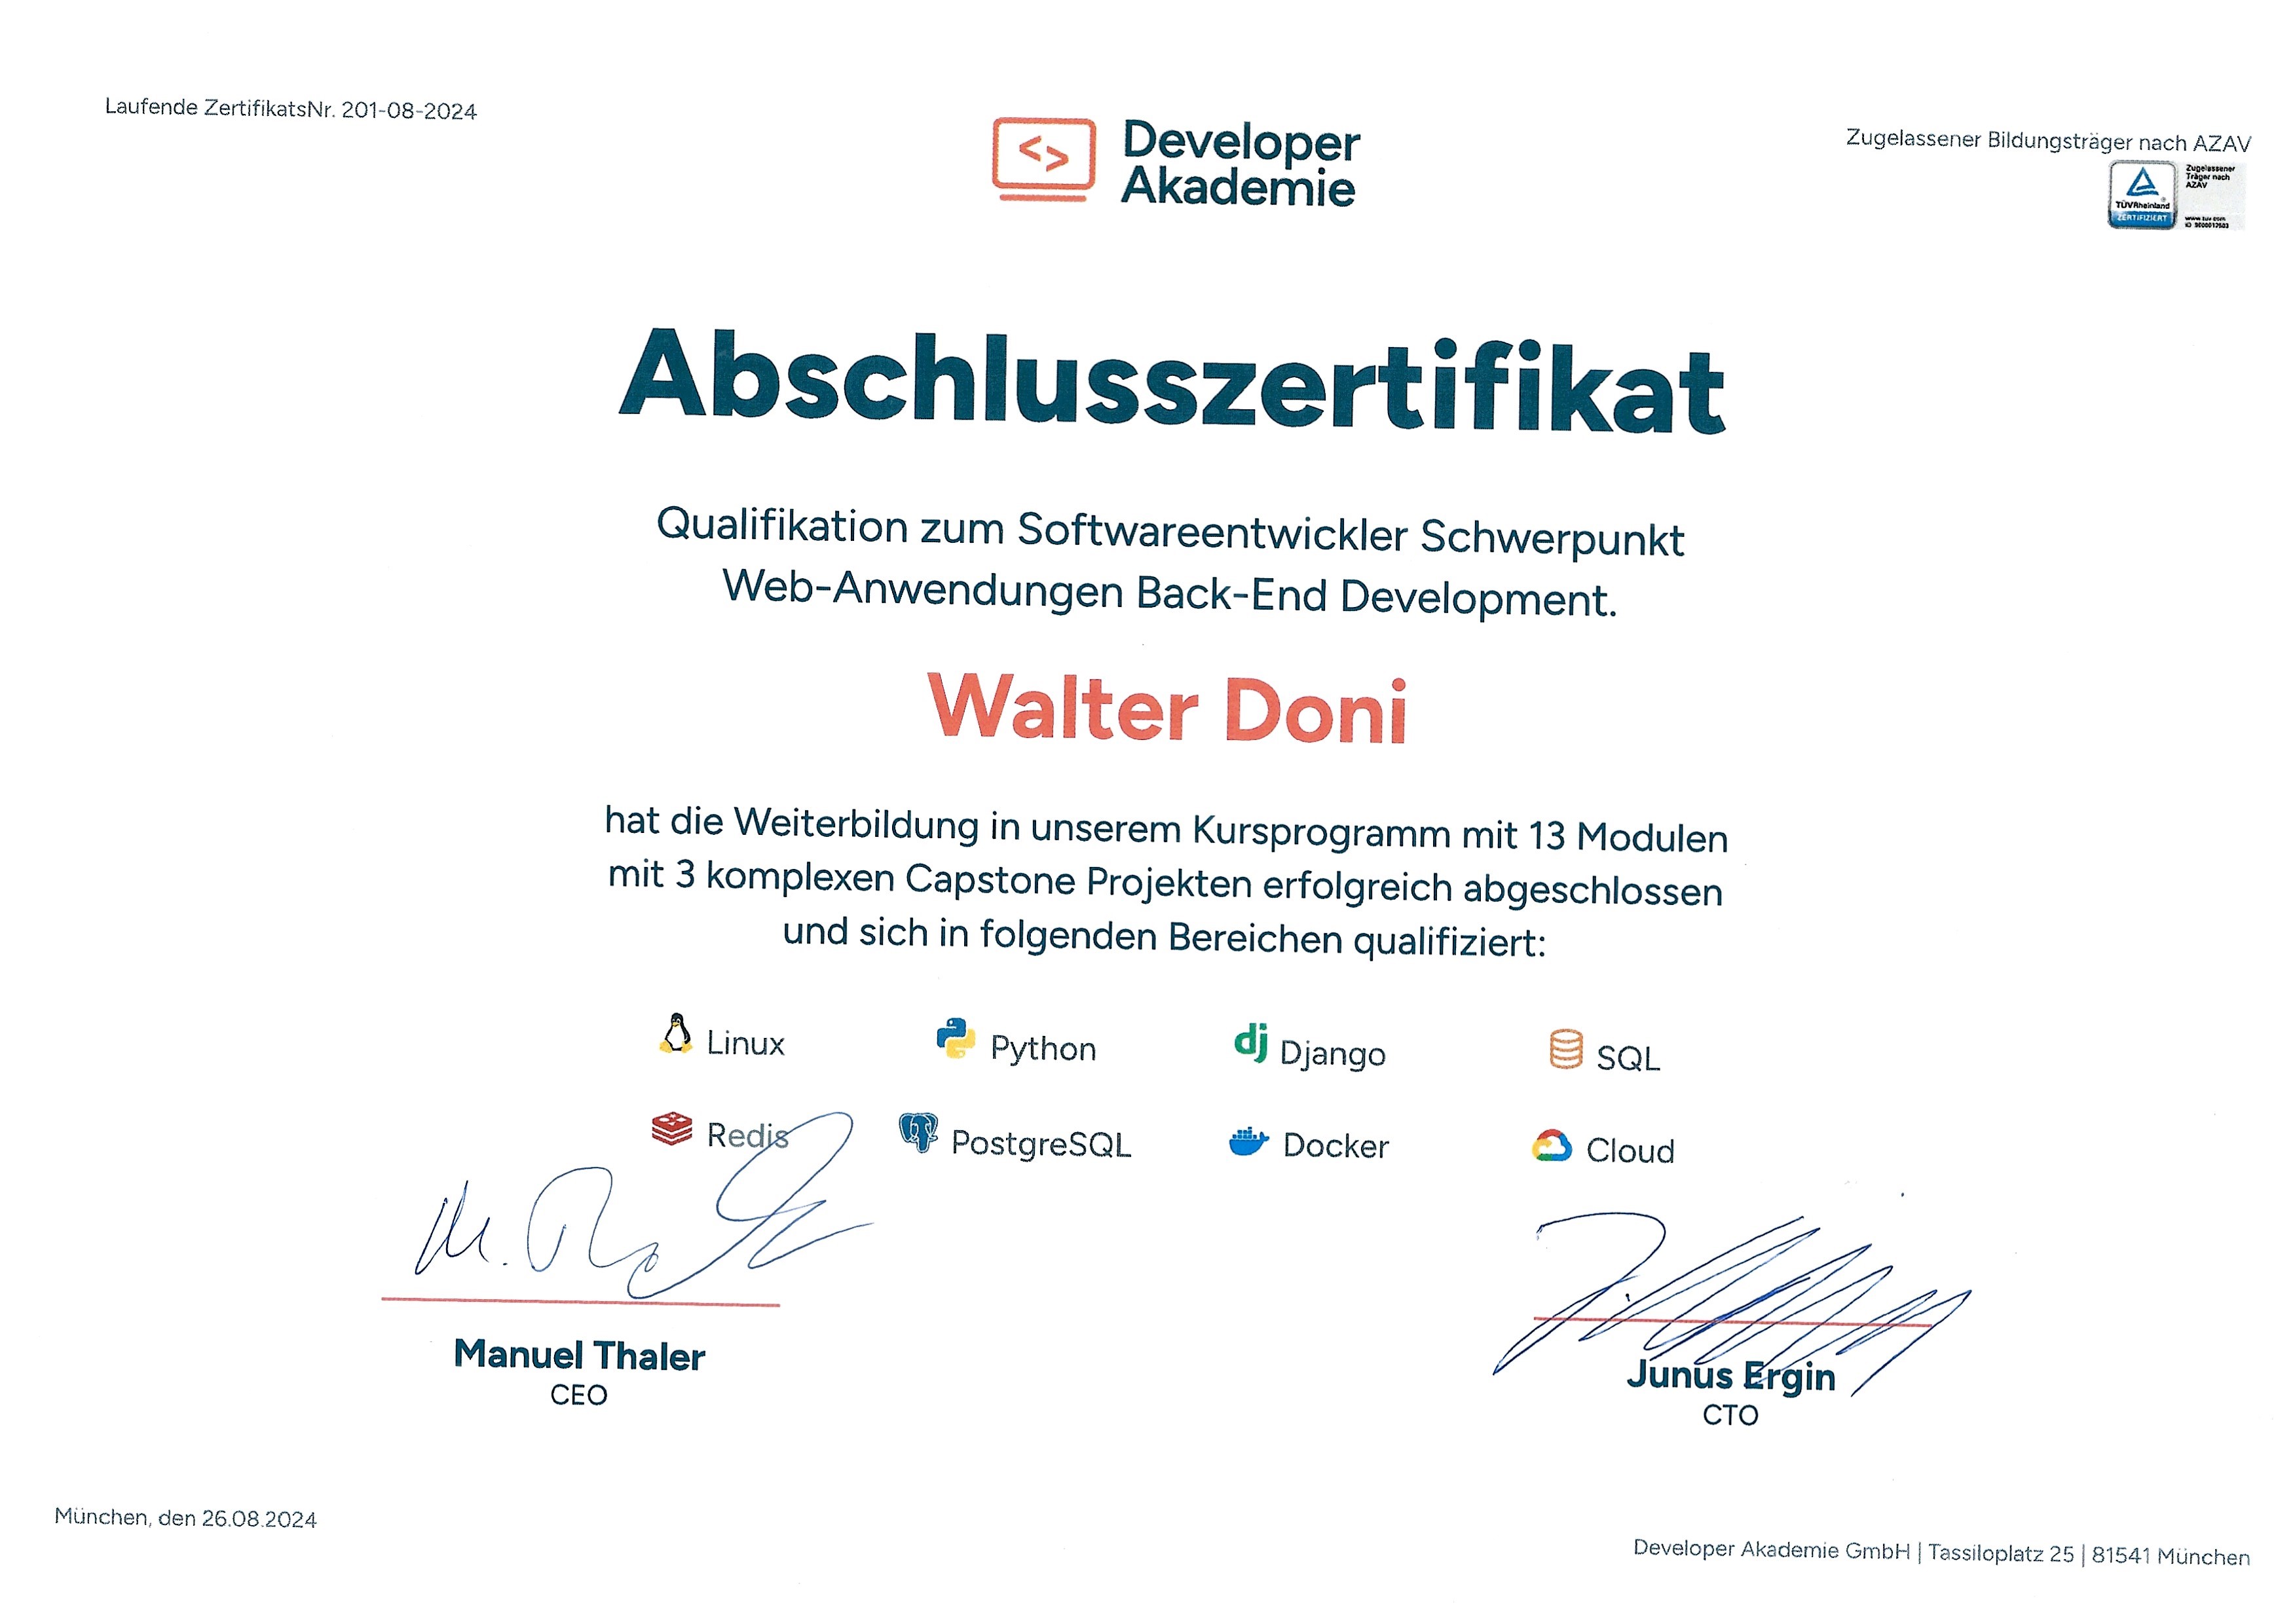 Laufende ZertifikatsNr. 201-08-2024
Developer
Akademie
Zugelassener Bildungsträger nach AZAV
TÜVRheinland
ZERTIFIZIERT
Zugelassener
Träger nach
AZAV
www.tuv.com
Abschlusszertifikat
Qualifikation zum Softwareentwickler Schwerpunkt
Web-Anwendungen Back-End Development.
Walter Doni
hat die Weiterbildung in unserem Kursprogramm mit 13 Modulen
mit 3 komplexen Capstone Projekten erfolgreich abgeschlossen
und sich in folgenden Bereichen qualifiziert:
Linux
Python
dj Django
SQL
Redis
PostgreSQL
Docker
Cloud
Manuel Thaler
CEO
Junus Ergin
CTO
München, den 26.08.2024
Developer Akademie GmbH | Tassiloplatz 25 | 81541 München